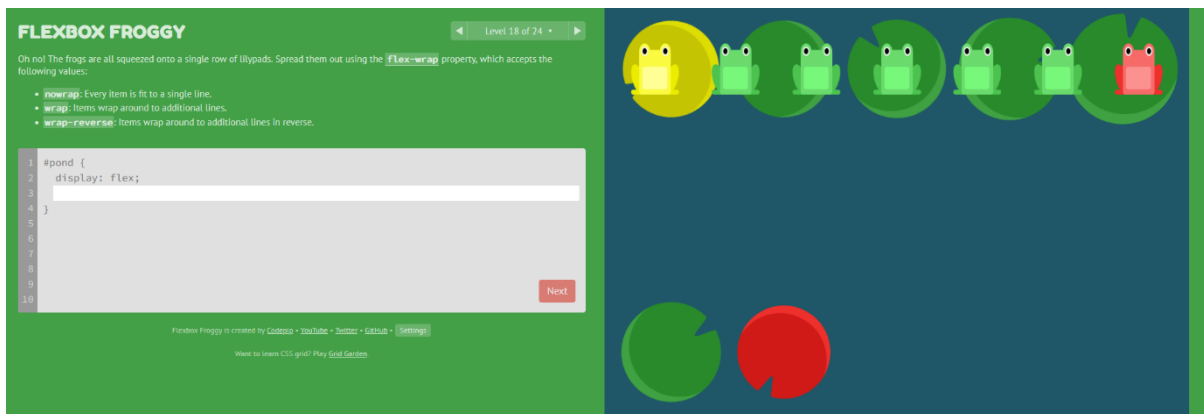 FLEXBOX FROGGY
◀ Level 18 of 24 ▾ ▶
Oh no! The frogs are all squeezed onto a single row of lilypads. Spread them out using the flex-wrap property, which accepts the
following values:
• nowrap: Every item is fit to a single line.
• wrap: Items wrap around to additional lines.
• wrap-reverse: Items wrap around to additional lines in reverse.
1 #pond {
2 display: flex;
3
4 }
5
6
7
8
9
10
Next
Flexbox Froggy is created by Codepip • YouTube • Twitter • GitHub • Settings
Want to learn CSS grid? Play Grid Garden.